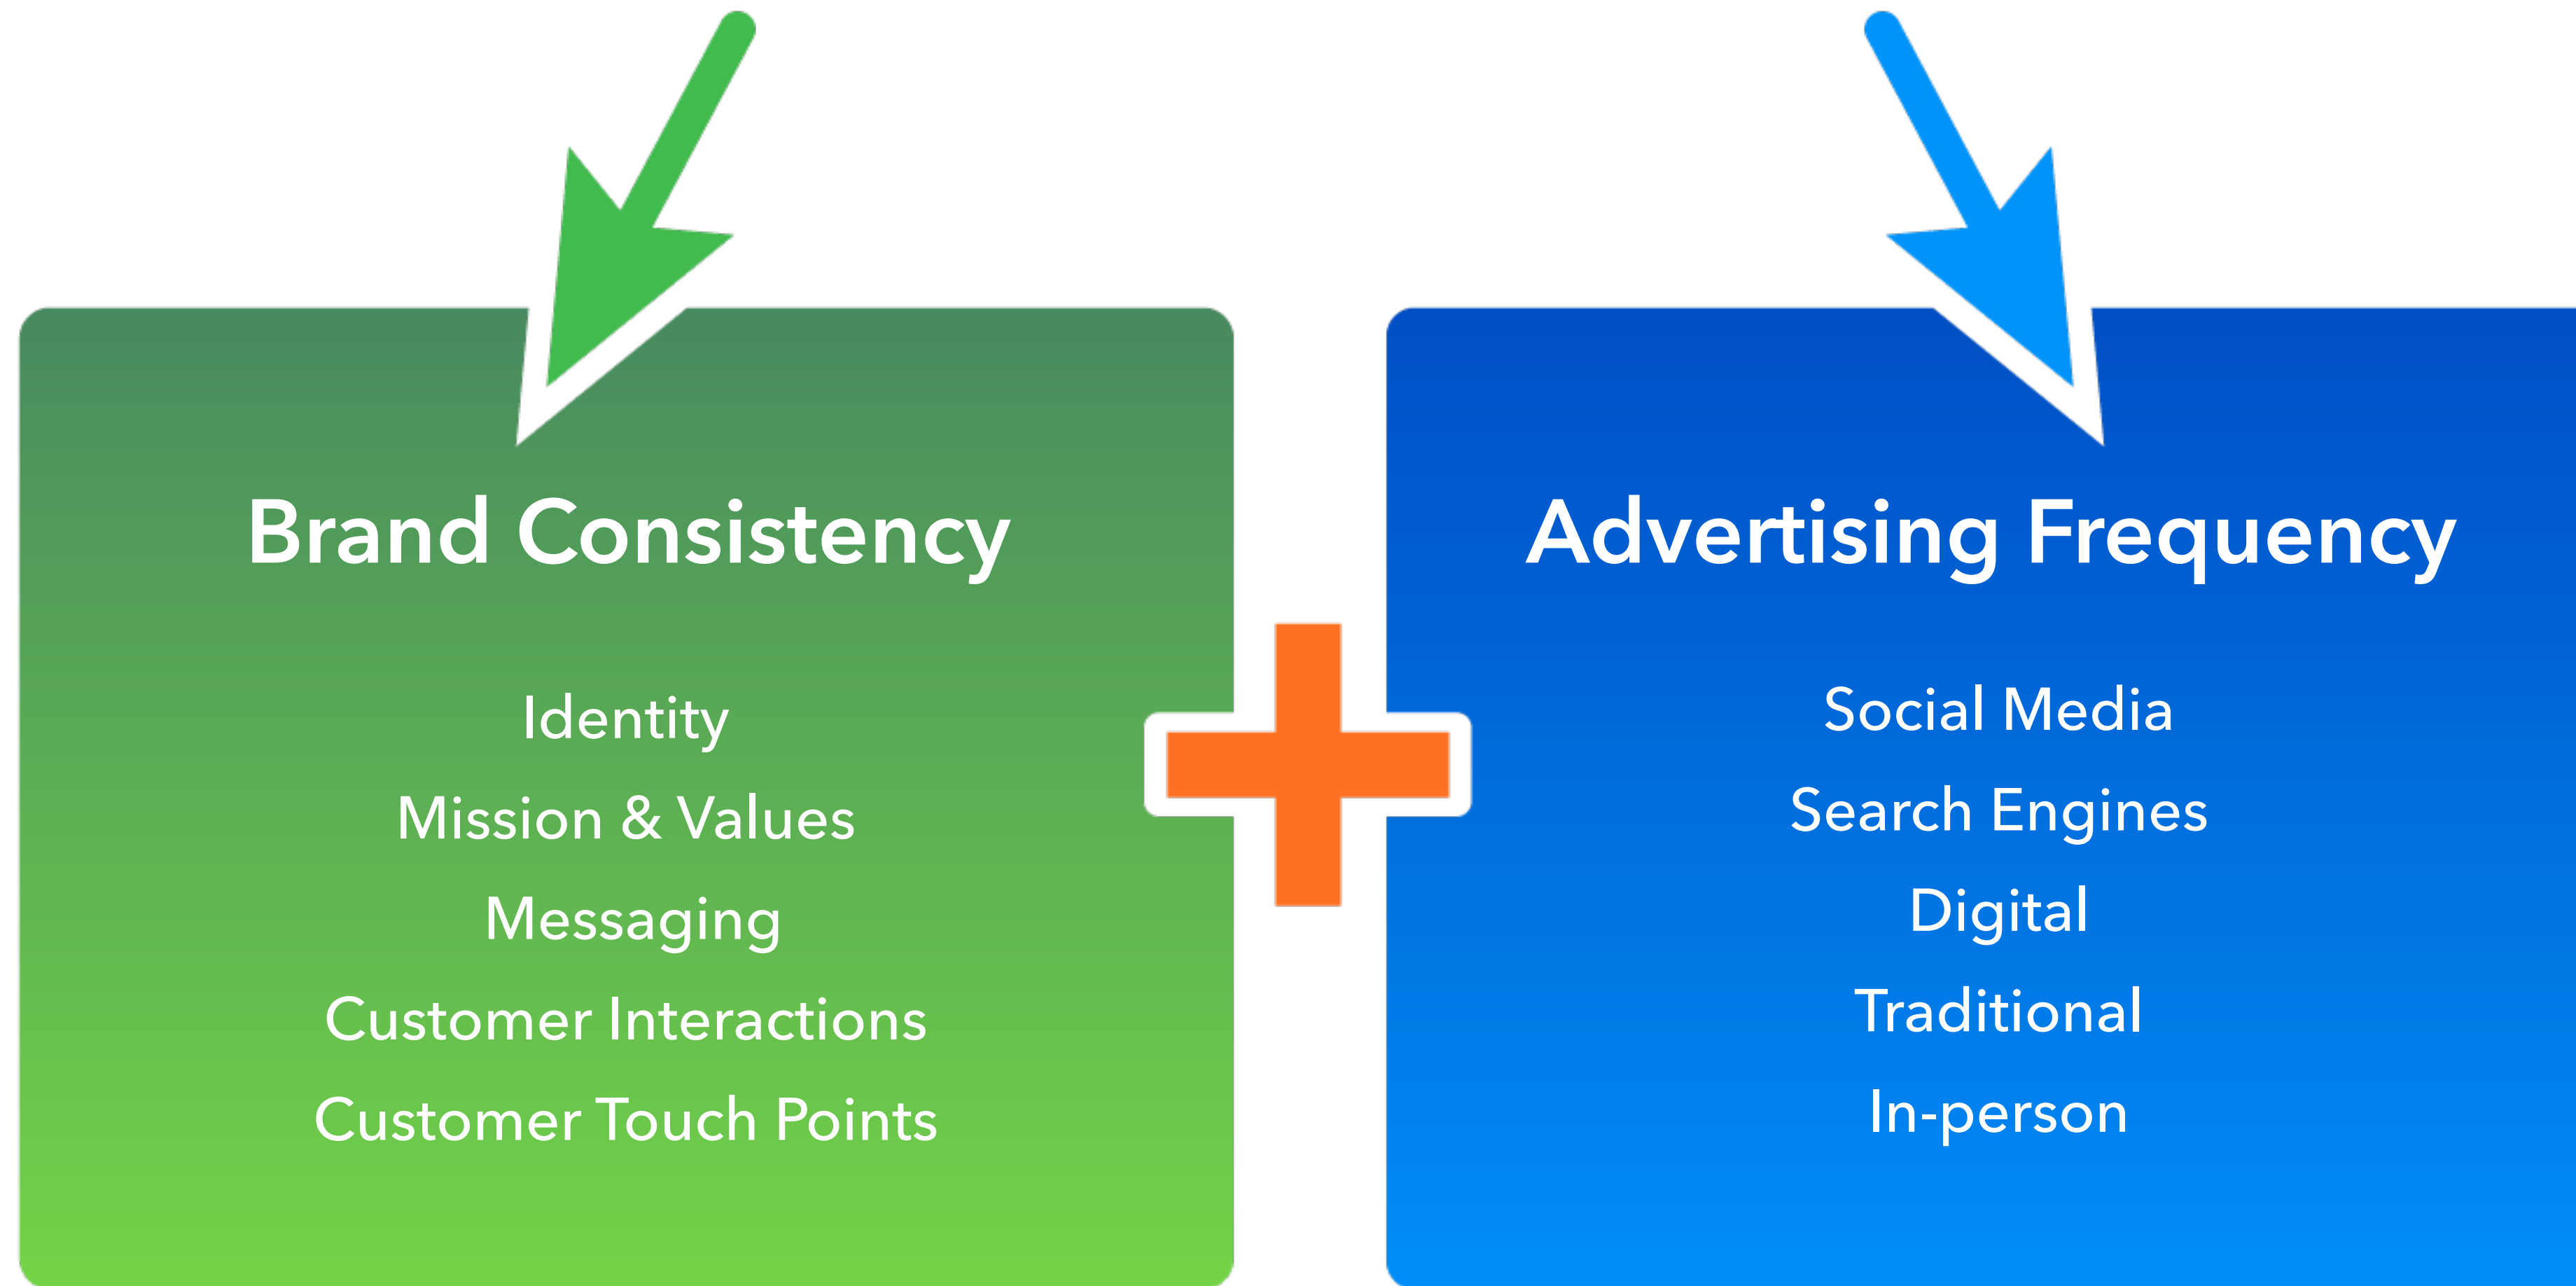 Brand Consistency
Identity
Mission & Values
Messaging
Customer Interactions
Customer Touch Points
Advertising Frequency
Social Media
Search Engines
Digital
Traditional
In-person